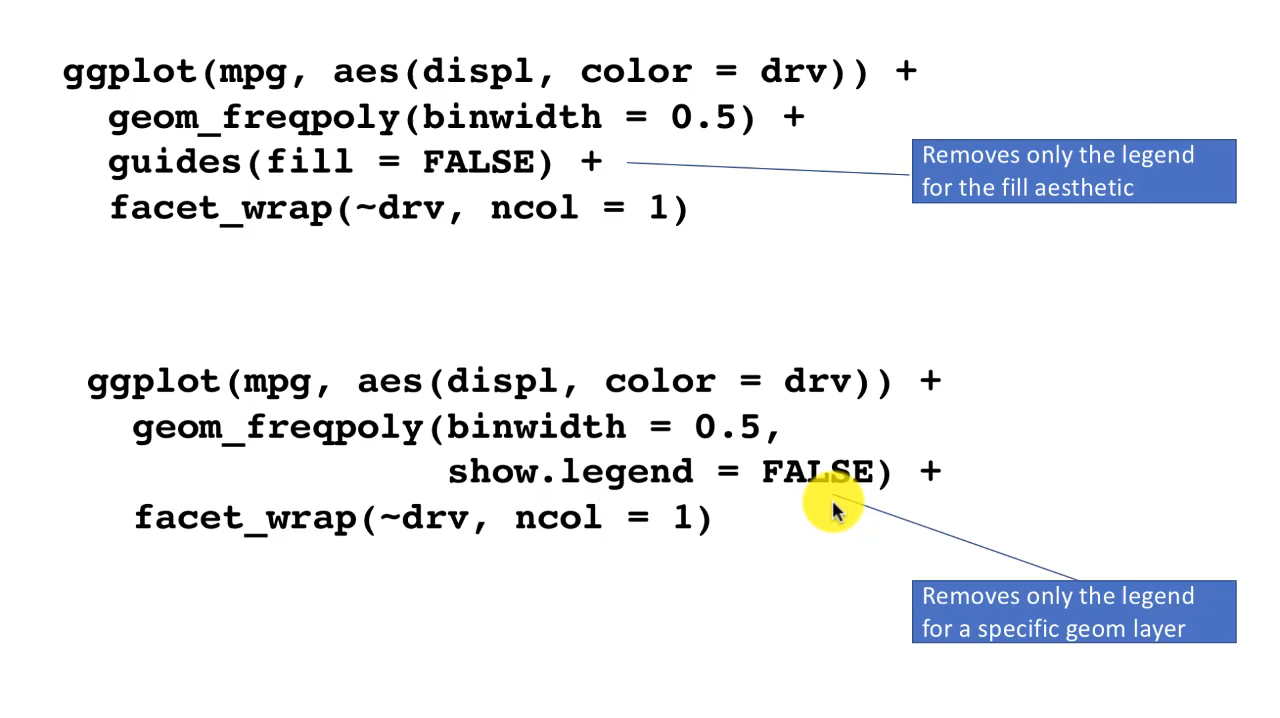 ggplot(mpg, aes(displ, color = drv)) +
geom_freqpoly(binwidth = 0.5) +
guides(fill = FALSE) +
facet_wrap(~drv, ncol = 1)
Removes only the legend
for the fill aesthetic
ggplot(mpg, aes(displ, color = drv)) +
geom_freqpoly(binwidth = 0.5,
show.legend = FALSE) +
facet_wrap(~drv, ncol = 1)
Removes only the legend
for a specific geom layer